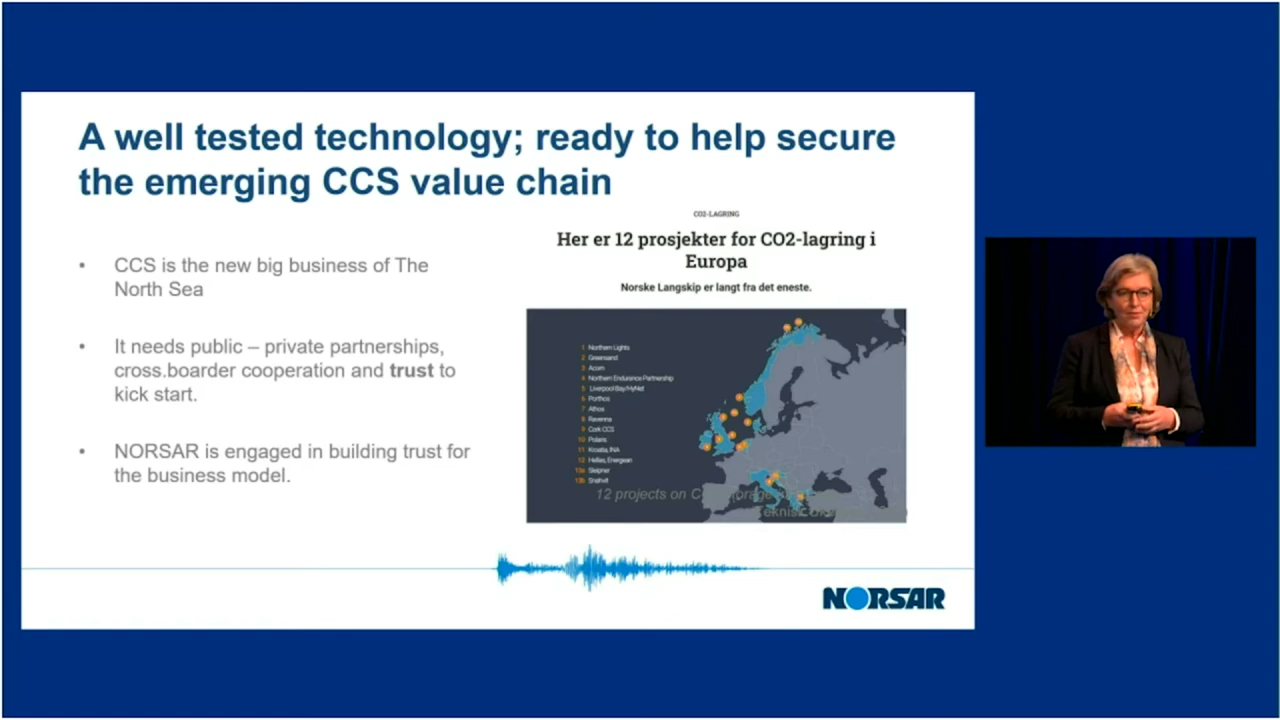 A well tested technology; ready to help secure
the emerging CCS value chain
• CCS is the new big business of The
North Sea
• It needs public – private partnerships,
cross.boarder cooperation and trust to
kick start.
• NORSAR is engaged in building trust for
the business model.
CO2-LAGRING
Her er 12 prosjekter for CO2-lagring i
Europa
Norske Langskip er langt fra det eneste.
1 Northern Lights
2 Greensand
3 Acorn
4 Northern Endurance Partnership
5 Liverpool Bay/HyNet
6 Porthos
7 Athos
8 Ravenna
9 Cork CCS
10 Polaris
11 Kroatia, INA
12 Hellas, Energean
13a Sleipner
13b Snøhvit
12 projects on
NORSAR